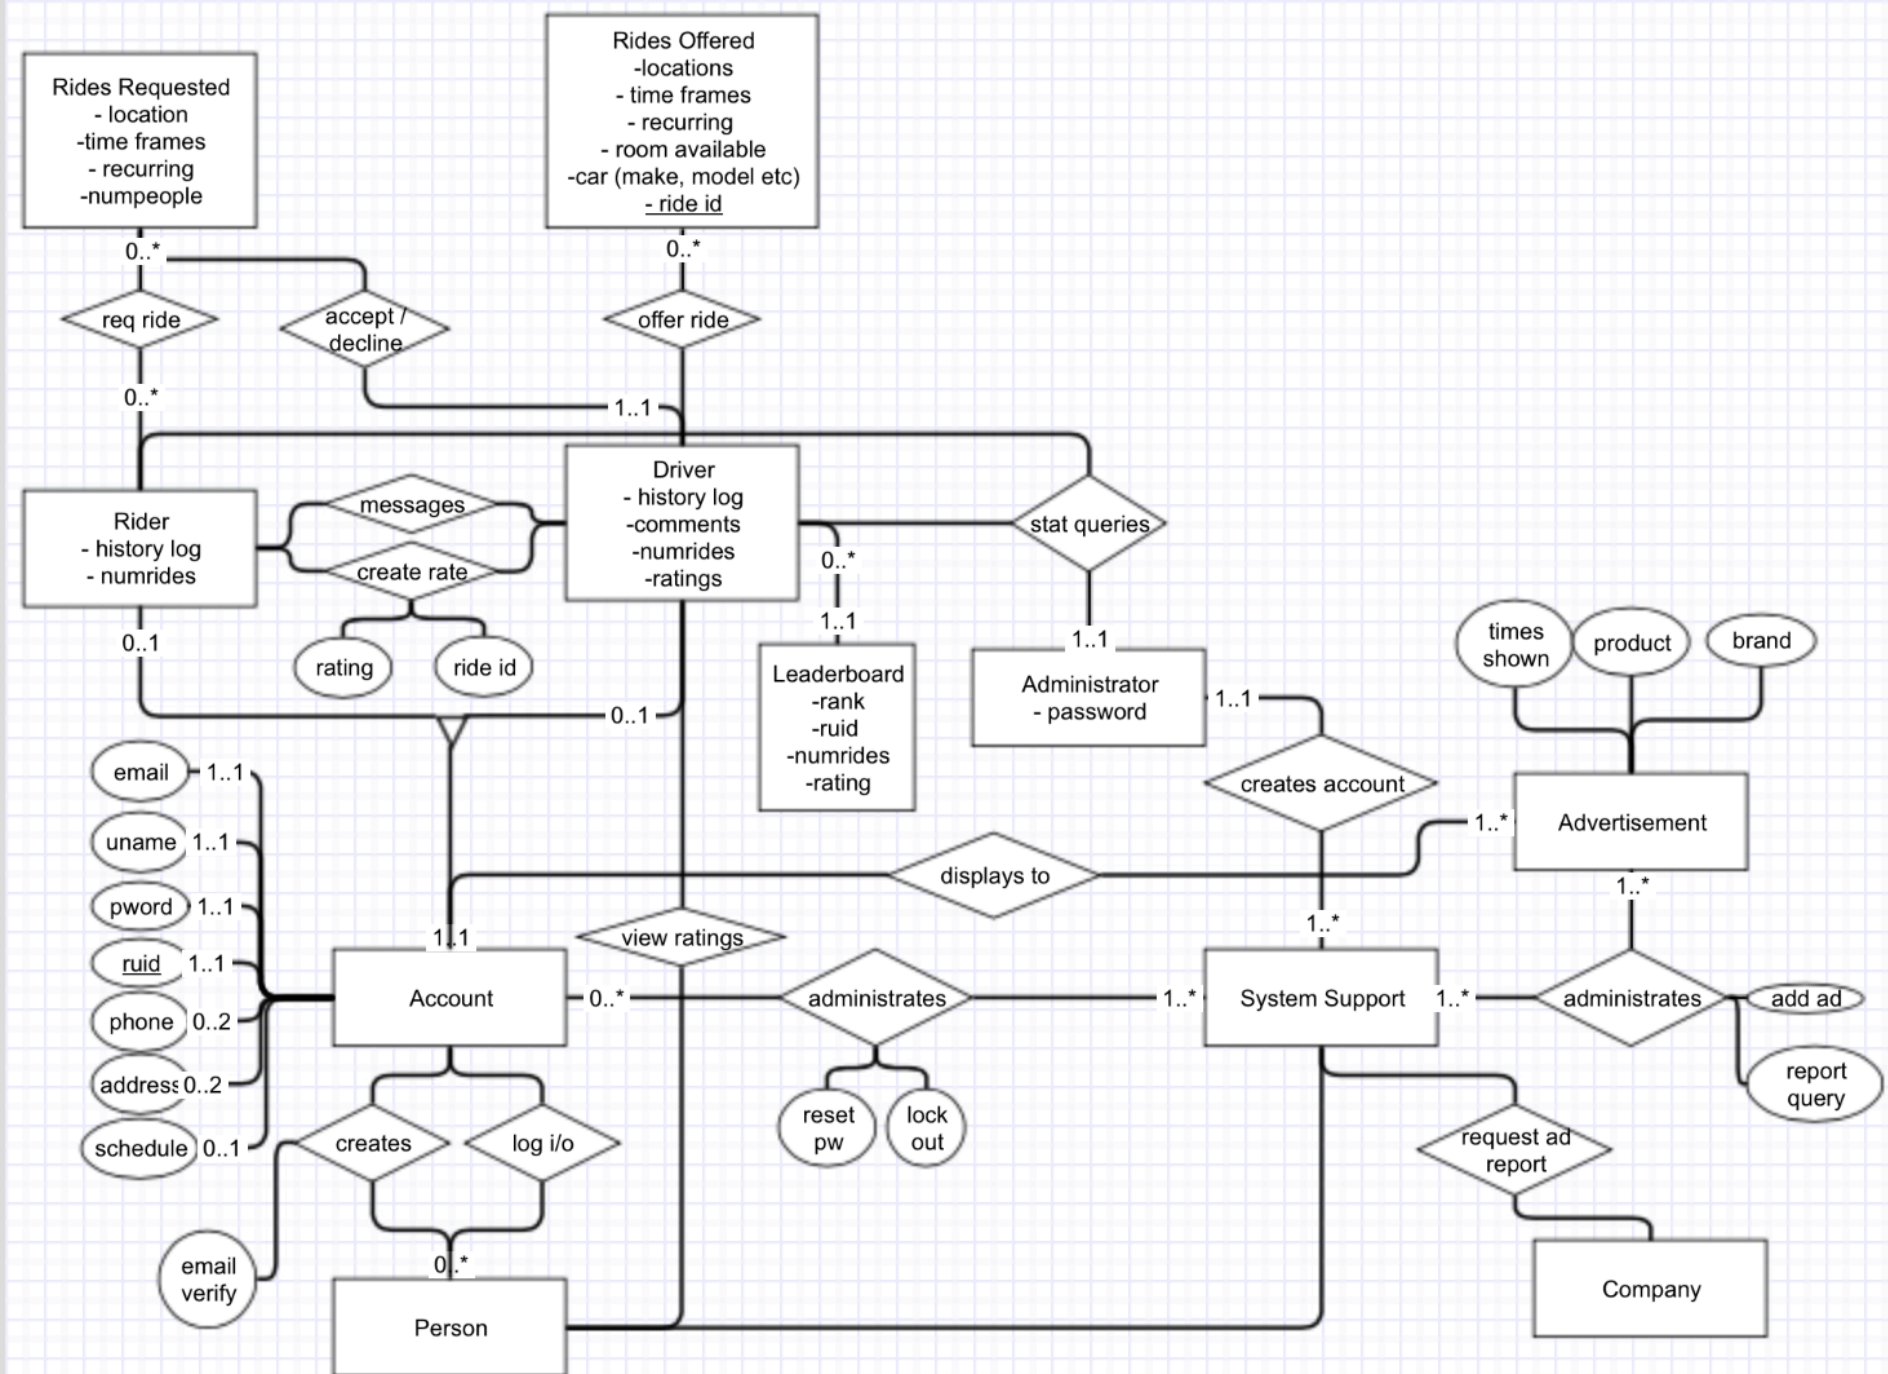 Rides Requested
- location
-time frames
- recurring
-numpeople
Rides Offered
-locations
- time frames
- recurring
- room available
-car (make, model etc)
- ride id
0..*
0..*
req ride
accept /
decline
offer ride
0..*
1..1
Rider
- history log
- numrides
messages
create rate
rating
ride id
Driver
- history log
-comments
-numrides
-ratings
stat queries
0..*
1..1
1..1
0..1
0..1
Leaderboard
-rank
-ruid
-numrides
-rating
Administrator
- password
1..1
creates account
times
shown
product
brand
Advertisement
1..*
1..*
displays to
1..*
email
1..1
uname
1..1
pword
1..1
ruid
1..1
phone
0..2
address
0..2
schedule
0..1
1..1
view ratings
Account
0..*
administrates
1..*
System Support
1..*
administrates
add ad
report
query
reset
pw
lock
out
creates
log i/o
request ad
report
email
verify
0..*
Person
Company